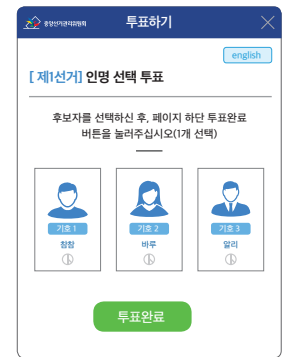 중앙선거관리위원회 투표하기
english
[ 제1선거] 인명 선택 투표
후보자를 선택하신 후, 페이지 하단 투표완료
버튼을 눌러주십시오(1개 선택)
기호 1 기호 2 기호 3
참참 바루 알리
투표완료